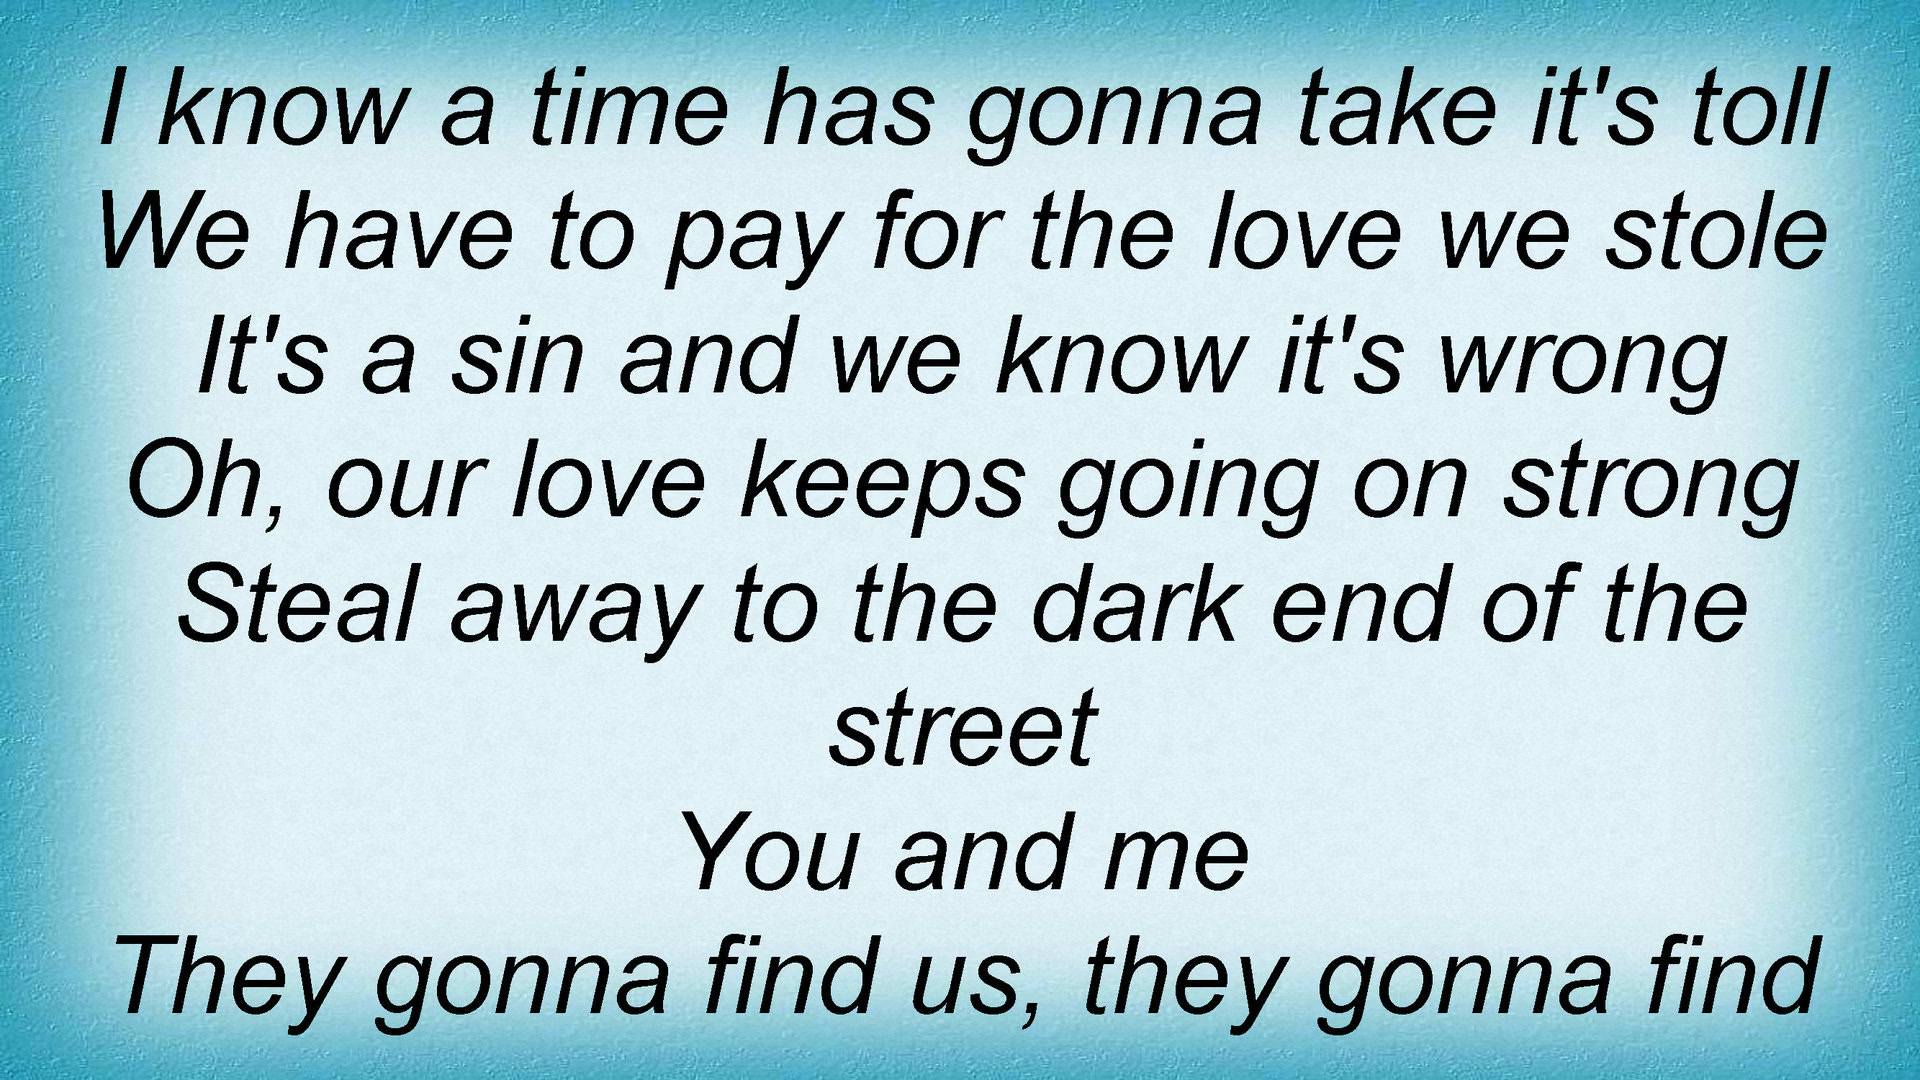 I know a time has gonna take it's toll
We have to pay for the love we stole
It's a sin and we know it's wrong
Oh, our love keeps going on strong
Steal away to the dark end of the
street
You and me
They gonna find us, they gonna find